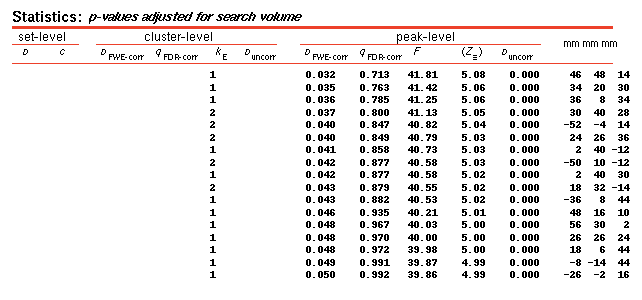 Statistics: p-values adjusted for search volume
set-level cluster-level peak-level
p c p FWE-corr q FDR-corr k E p uncorr p FWE-corr q FDR-corr F (Z≡) p uncorr mm mm mm
1 0.032 0.713 41.81 5.08 0.000 46 48 14
1 0.035 0.763 41.42 5.06 0.000 34 20 30
1 0.036 0.785 41.25 5.06 0.000 36 8 34
2 0.037 0.800 41.13 5.05 0.000 30 40 28
2 0.040 0.847 40.82 5.04 0.000 -52 -4 14
2 0.040 0.849 40.79 5.03 0.000 24 26 36
1 0.041 0.858 40.73 5.03 0.000 2 40 -12
2 0.042 0.877 40.58 5.03 0.000 -50 10 -12
1 0.042 0.877 40.58 5.02 0.000 2 40 30
2 0.043 0.879 40.55 5.02 0.000 18 32 -14
1 0.043 0.882 40.53 5.02 0.000 -36 8 44
1 0.046 0.935 40.21 5.01 0.000 48 16 10
1 0.048 0.967 40.03 5.00 0.000 56 30 2
1 0.048 0.970 40.00 5.00 0.000 26 26 24
1 0.048 0.972 39.98 5.00 0.000 18 6 44
1 0.049 0.991 39.87 4.99 0.000 -8 -14 44
1 0.050 0.992 39.86 4.99 0.000 -26 -2 16